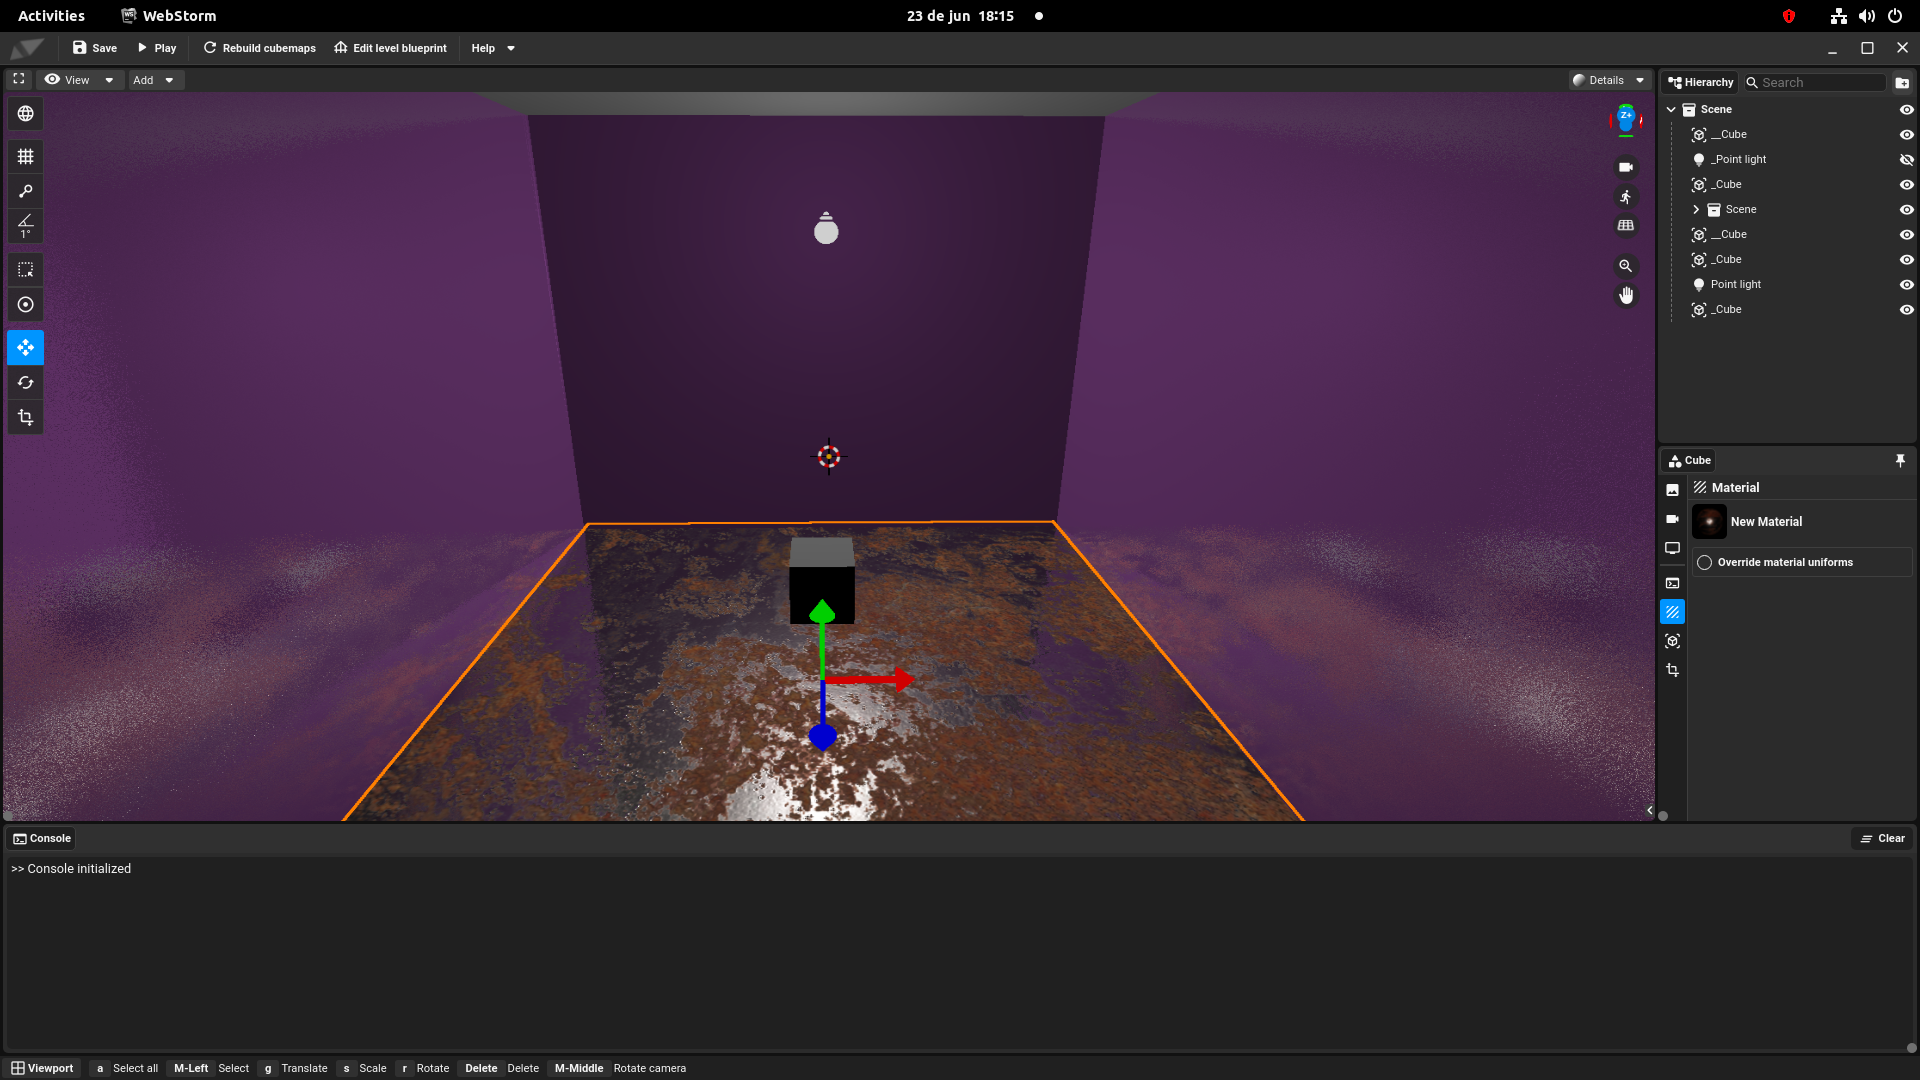 Activities WebStorm 23 de jun 18:15
Save Play Rebuild cubemaps Edit level blueprint Help
View Add Details
Z+
1°
Hierarchy Search
Scene
__Cube
_Point light
_Cube
Scene
__Cube
_Cube
Point light
_Cube
Cube
Material
New Material
Override material uniforms
Console Clear
>> Console initialized
Viewport a Select all M-Left Select g Translate s Scale r Rotate Delete Delete M-Middle Rotate camera